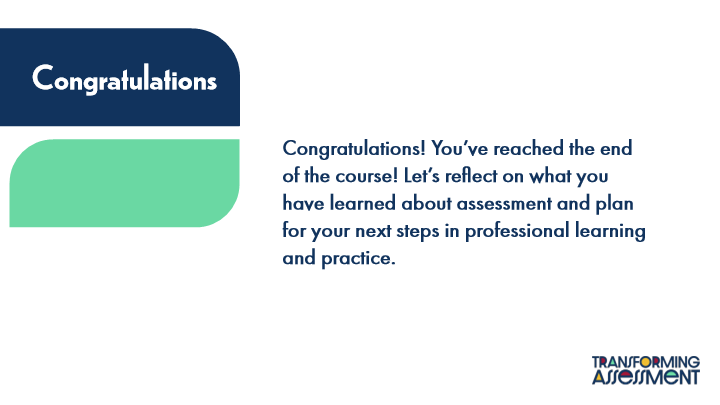 Congratulations
Congratulations! You've reached the end
of the course! Let's reflect on what you
have learned about assessment and plan
for your next steps in professional learning
and practice.
TRANSFORMING
ASSESSMENT